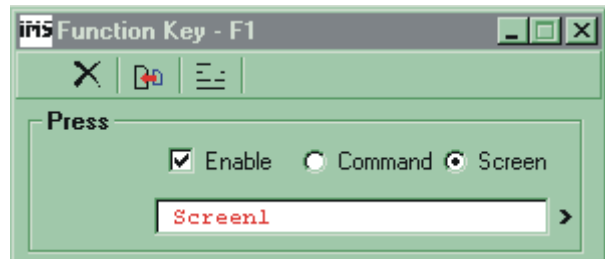 iMS Function Key - F1
Press
Enable Command Screen
Screen1